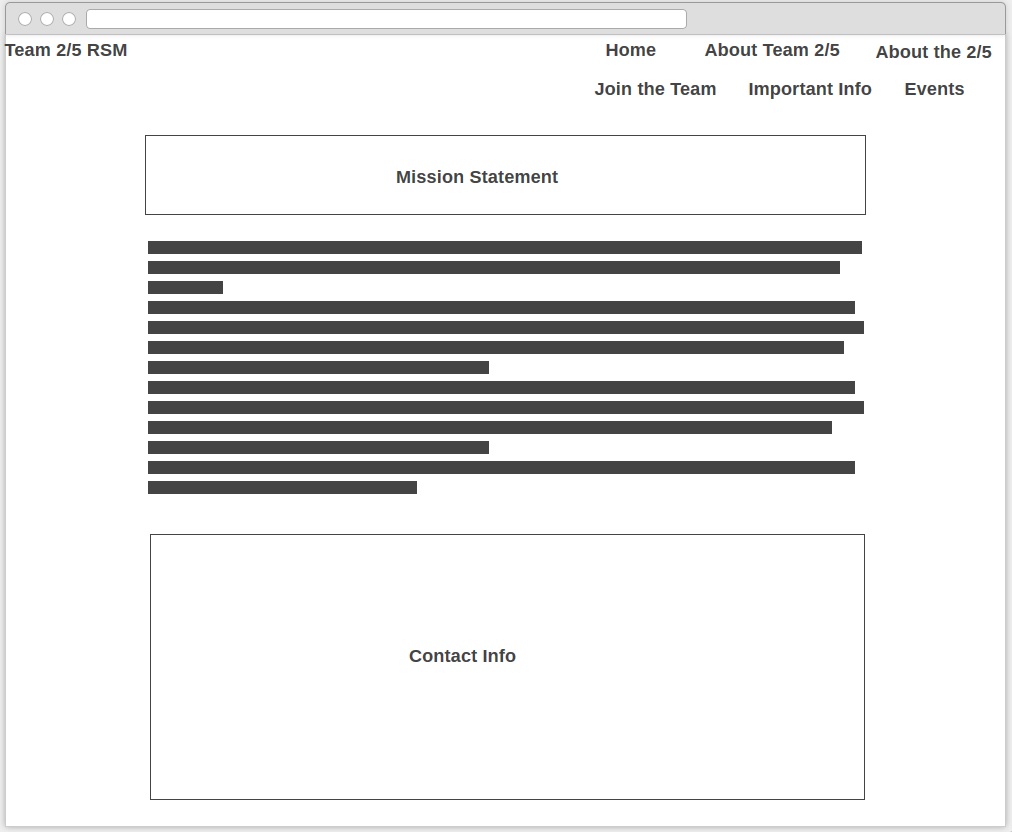 Team 2/5 RSM
Home About Team 2/5 About the 2/5
Join the Team Important Info Events
Mission Statement
Contact Info